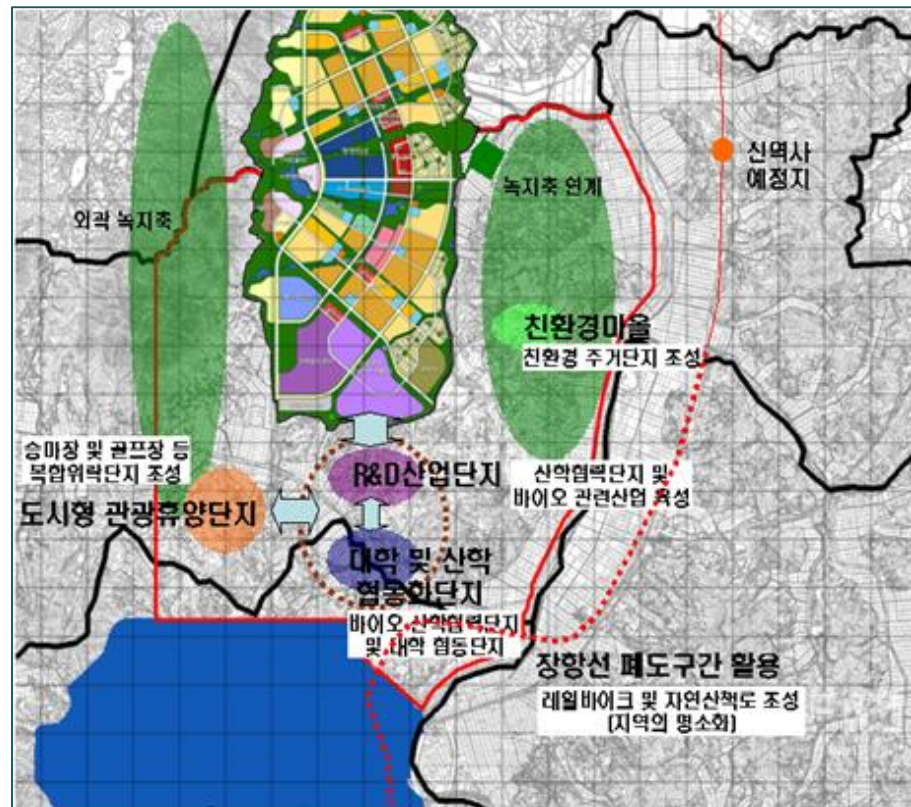 신역사
예정지
녹지축 연계
외곽 녹지축
친환경마을
친환경 주거단지 조성
승마장 및 골프장 등
복합위락단지 조성
도시형 관광휴양단지
R&D산업단지
산학협력단지 및
바이오 관련산업 육성
대학 및 산학
협동화단지
바이오 산학협력단지
및 대학 협동단지
장항선 폐도구간 활용
레일바이크 및 자연산책도 조성
(지역의 명소화)